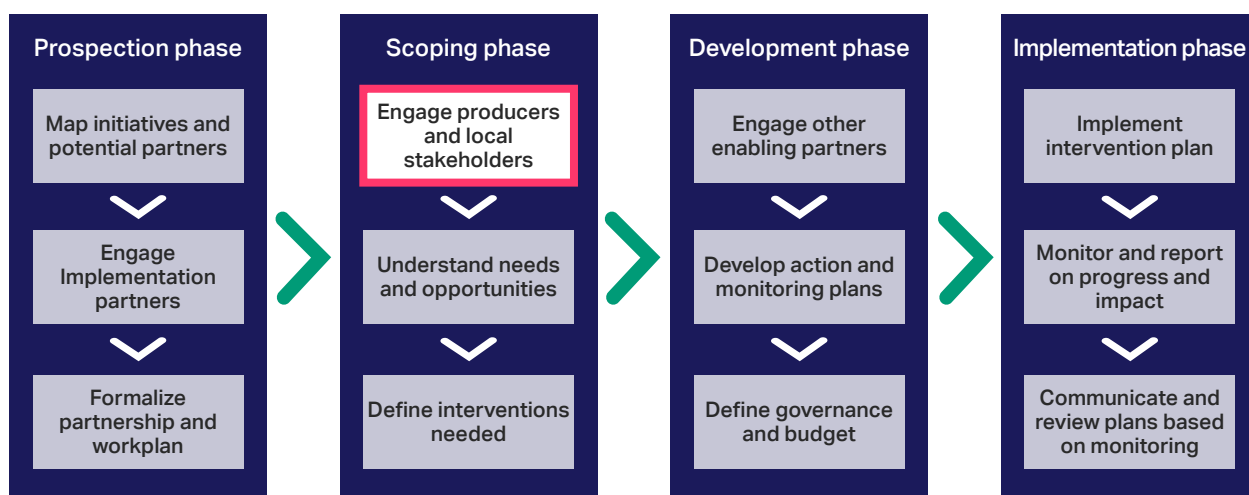 Prospection phase
Map initiatives and
potential partners
Engage
Implementation
partners
Formalize
partnership and
workplan
Scoping phase
Engage producers
and local
stakeholders
Understand needs
and opportunities
Define interventions
needed
Development phase
Engage other
enabling partners
Develop action and
monitoring plans
Define governance
and budget
Implementation phase
Implement
intervention plan
Monitor and report
on progress and
impact
Communicate and
review plans based
on monitoring